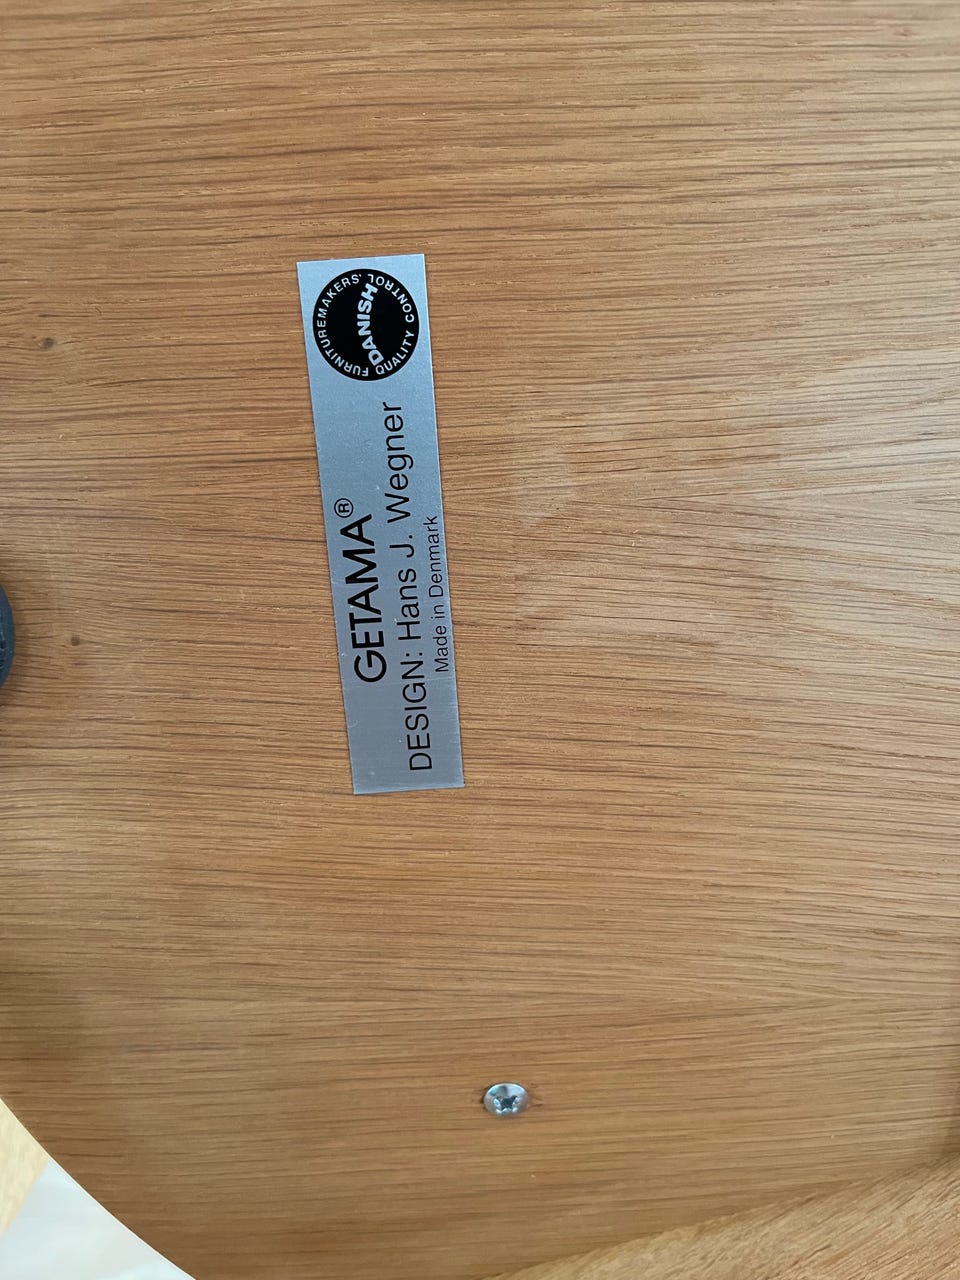 GETAMA®
DESIGN: Hans J. Wegner
Made in Denmark
FURNITUREMAKERS'
DANISH
QUALITY CONTROL